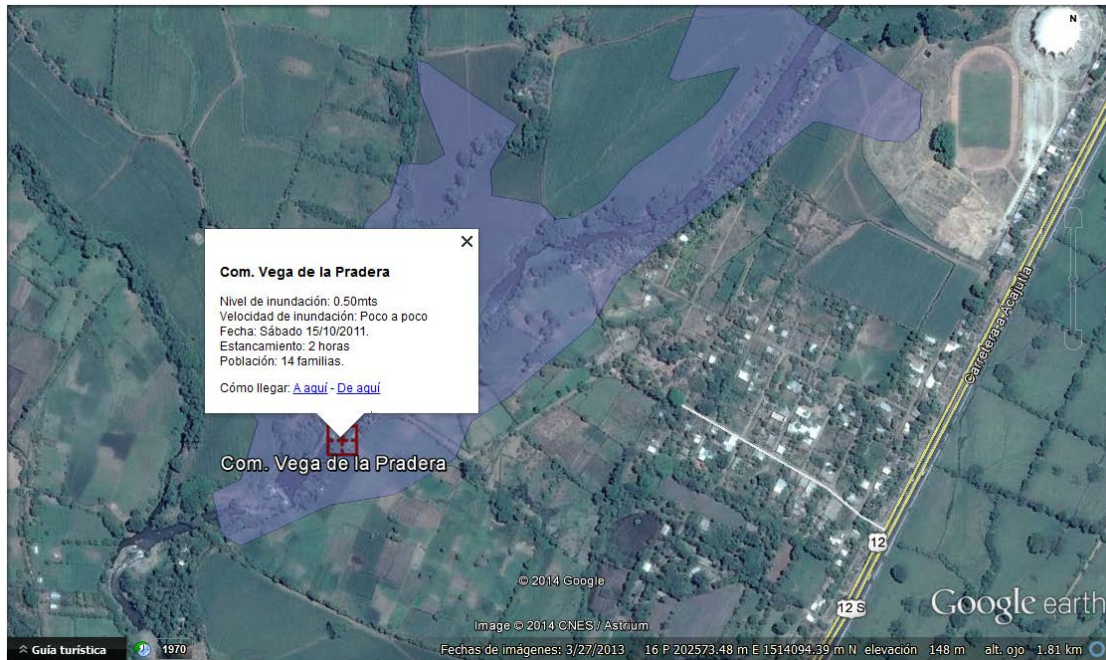 N
Com. Vega de la Pradera
Nivel de inundación: 0.50mts
Velocidad de inundación: Poco a poco
Fecha: Sábado 15/10/2011.
Estancamiento: 2 horas
Población: 14 familias.
Cómo llegar: A aquí - De aquí
Com. Vega de la Pradera
Carretera a Acajutla
12
12 S
© 2014 Google
Image © 2014 CNES / Astrium
Google earth
Guía turística
1970
Fechas de imágenes: 3/27/2013 16 P 202573.48 m E 1514094.39 m N elevación 148 m alt. ojo 1.81 km